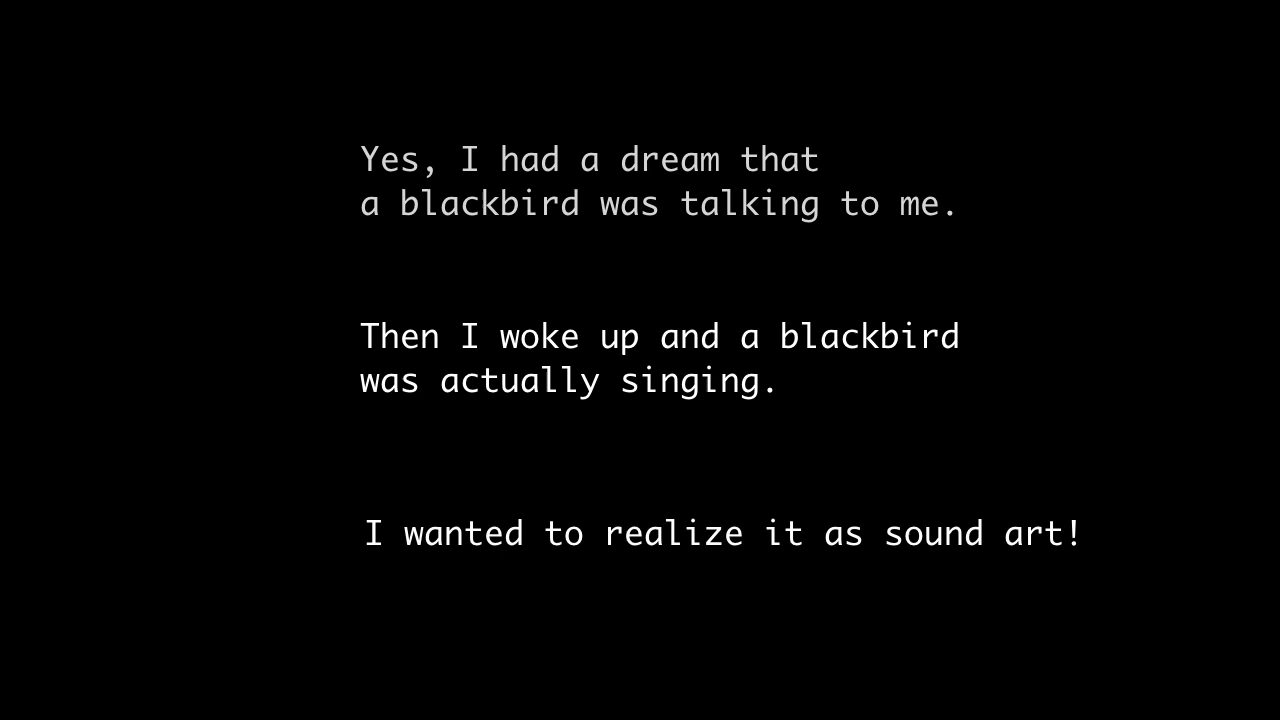 Yes, I had a dream that
a blackbird was talking to me.
Then I woke up and a blackbird
was actually singing.
I wanted to realize it as sound art!